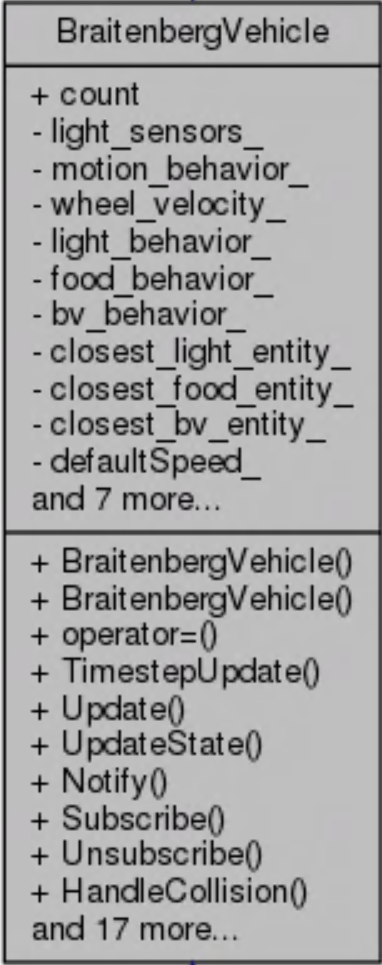 BraitenbergVehicle
+ count
- light_sensors_
- motion_behavior_
- wheel_velocity_
- light_behavior_
- food_behavior_
- bv_behavior_
- closest_light_entity_
- closest_food_entity_
- closest_bv_entity_
- defaultSpeed_
and 7 more...
+ BraitenbergVehicle()
+ BraitenbergVehicle()
+ operator=()
+ TimestepUpdate()
+ Update()
+ UpdateState()
+ Notify()
+ Subscribe()
+ Unsubscribe()
+ HandleCollision()
and 17 more...